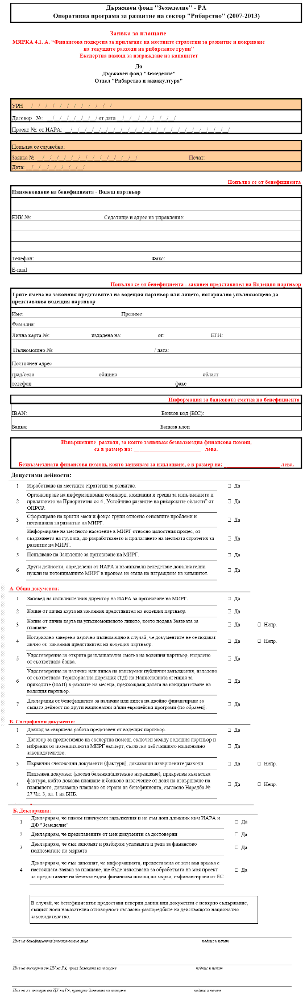 Държавен фонд "Земеделие" - РА
Оперативна програма за развитие на сектор "Рибарство" (2007-2013)
Заявка за плащане
МЯРКА 4.1. А. “Финансова подкрепа за прилагане на местните стратегии за развитие и покриване
на текущите разходи на рибарските групи”
Експертна помощ за изграждане на капацитет
До
Държавен фонд "Земеделие"
Отдел "Рибарство и аквакултура"
УРН __/__/__/__/__/__/__/__/__/__/__/__/
Договор №: __/__/__/__/__/__/__/ от дата __/__/__/__/__/__/__/__/
Проект №: от ИАРА: __/__/__/__/__/__/__/__/__/__/__/__/__/__/__/__/__/__/__/__/__/__/__/
Попълва се служебно:
Заявка № __/__/__/__/__/__/__/__/__/__/__/__/__/__/ Печат:
Дата: __/__/__/__/__/__/__/__/
Попълва се от бенефициента
Наименование на бенефициента - Водещ партньор
ЕИК №: Седалище и адрес на управление:
Телефон: Факс:
E-mail
Попълва се от бенефициента - законен представител на Водещия партньор
Трите имена на законния представител на водещия партньор или лицето, нотариално упълномощено да
представлява водещия партньор
Име: Презиме:
Фамилия:
Лична карта №: издадена на: от: ЕГН:
Пълномощно №: / дата:
Постоянен адрес
град/село община област
телефон факс
Информация за банковата сметка на бенефициента
IBAN: Банков код (BIC):
Банка: Банков клон
Извършените разходи, за които заявявам безвъзмездна финансова помощ,
са в размер на: ________________________ лева.
Безвъзмездната финансова помощ, която заявявам за изплащане, е в размер на: ____________________ лева.
Допустими дейности:
1 Изработване на местните стратегии за развитие. □ Да
Организиране на информационни семинари, кампании и срещи за изпълнението и
2 прилагането на Приоритетна ос 4 „Устойчиво развитие на рибарските области” от □ Да
ОПРСР.
3 Сформиране на кръгли маси и фокус групи относно основните проблеми и □ Да
потенциала за развитие на МИРГ.
Информиране на местното население в МИРГ относно цялостния процес, от
4 създаването на групата, до разработването и прилагането на местната стратегия за □ Да
развитие на МИРГ.
5 Попълване на Заявление за признаване на МИРГ. □ Да
6 Други дейности, определени от ИАРА и възникнали вследствие допълнителни □ Да
нужди на потенциалните МИРГ в процеса на етапа на изграждане на капацитет.
А. Общи документи:
1 Заповед на изпълнителния директор на ИАРА за признаване на МИРГ. □ Да
2 Копие от лична карта на законния представител на водещия партньор. □ Да
3 Копие от лична карта на упълномошеното лицето, което подава Заявката за □ Да □ Непр.
плащане.
4 Нотариално заверено изрично пълномощно в случай, че документите не се подават □ Да □ Непр.
лично от законния представител на водещия партньор.
5 Удостоверение за открита разплащателна сметка на водещия партньор, издадено □ Да
от съответната банка.
Удостоверение за наличие или липса на изискуеми публични задължения, издадено
6 от съответната Териториална дирекция (ТД) на Националната агенция за □ Да
приходите (НАП) в рамките на месеца, предхождащ датата на кандидатстване на
водещия партньор.
7 Декларация от бенефициента за наличие или липса на двойно финансиране за □ Да
същата дейност по други национални и/или европейски програми (по образец).
Б. Специфични документи:
1 Доклад за свършена работа представен от водещия партньор. □ Да
Договор за предоставяне на експертна помощ, сключен между водещия партньор и
2 избрания от потенциалната МИРГ експерт, съгласно действащото национално □ Да
законодателство.
3 Първични счетоводни документи (фактури), доказващи извършените разходи □ Да □ Непр.
Платежен документ (касова бележка/платежно нареждане), прикрепен към всяка
4 фактура, който доказва плащане и банково извлечение от деня на извършване на □ Да □ Непр.
плащането, доказващо плащане от страна на бенефициента, съгласно Наредба №
27 Чл. 3, ал. 1 на БНБ.
Б. Декларации:
1 Декларирам, че нямам изискуеми задължения и не съм лош длъжник към ИАРА и □ Да
ДФ "Земеделие"
2 Декларирам, че представените от мен документи са достоверни □ Да
3 Декларирам, че съм запознат и разбирам условията и реда за финансово □ Да
подпомагане по мярката
Декларирам, че съм запознат, че информацията, предоставена от мен във връзка с
4 настоящата Заявка за плащане, ще бъде използвана за обработката на моя проект □ Да
за предоставяне на безвъзмездна финансова помощ по мярка, съфинансирана от ЕС
В случай, че бенефициентът предостави неверни данни или документи с невярно съдържание,
същият носи наказателна отговорност съгласно разпоредбите на действащото национално
законодателство.
Име на бенефициента/ упълномощено лице подпис и печат
Име на експерта от ЦУ на РА, приел Заявката за плащане подпис и печат
Име на гл. експерт от ЦУ на РА, проверил Заявката за плащане подпис и печат